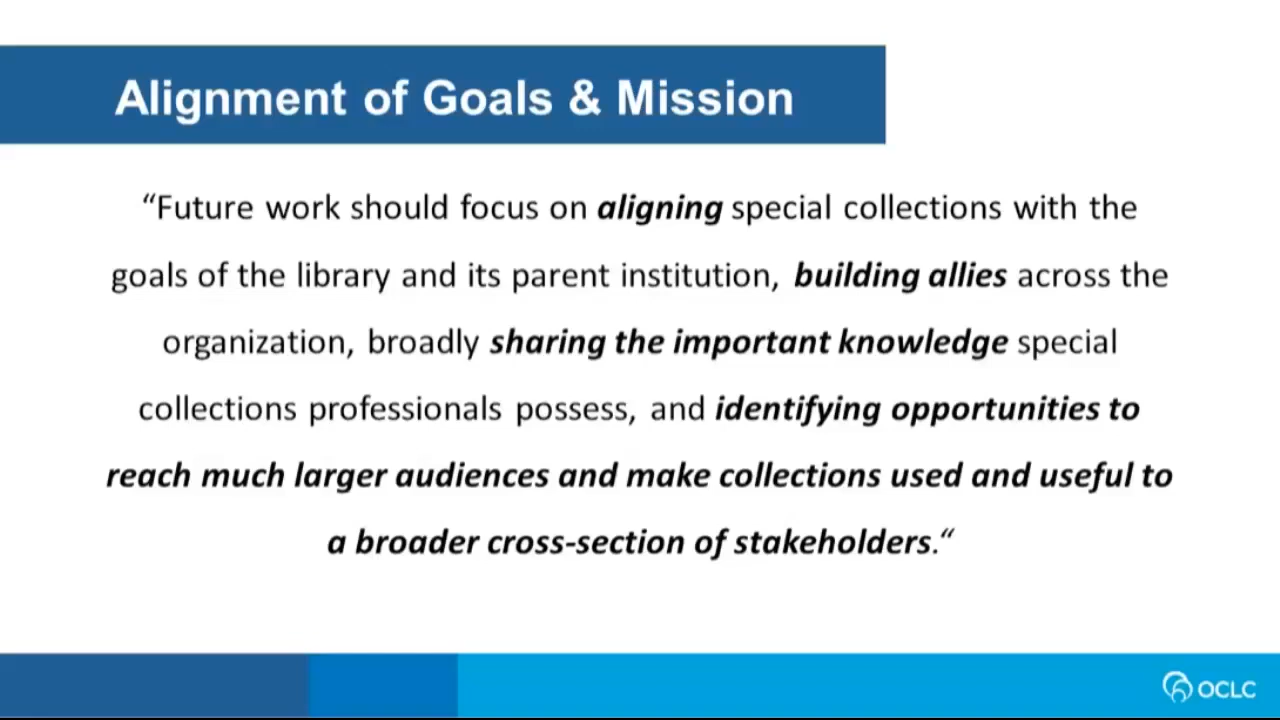 Alignment of Goals & Mission
“Future work should focus on aligning special collections with the
goals of the library and its parent institution, building allies across the
organization, broadly sharing the important knowledge special
collections professionals possess, and identifying opportunities to
reach much larger audiences and make collections used and useful to
a broader cross-section of stakeholders.“
OCLC